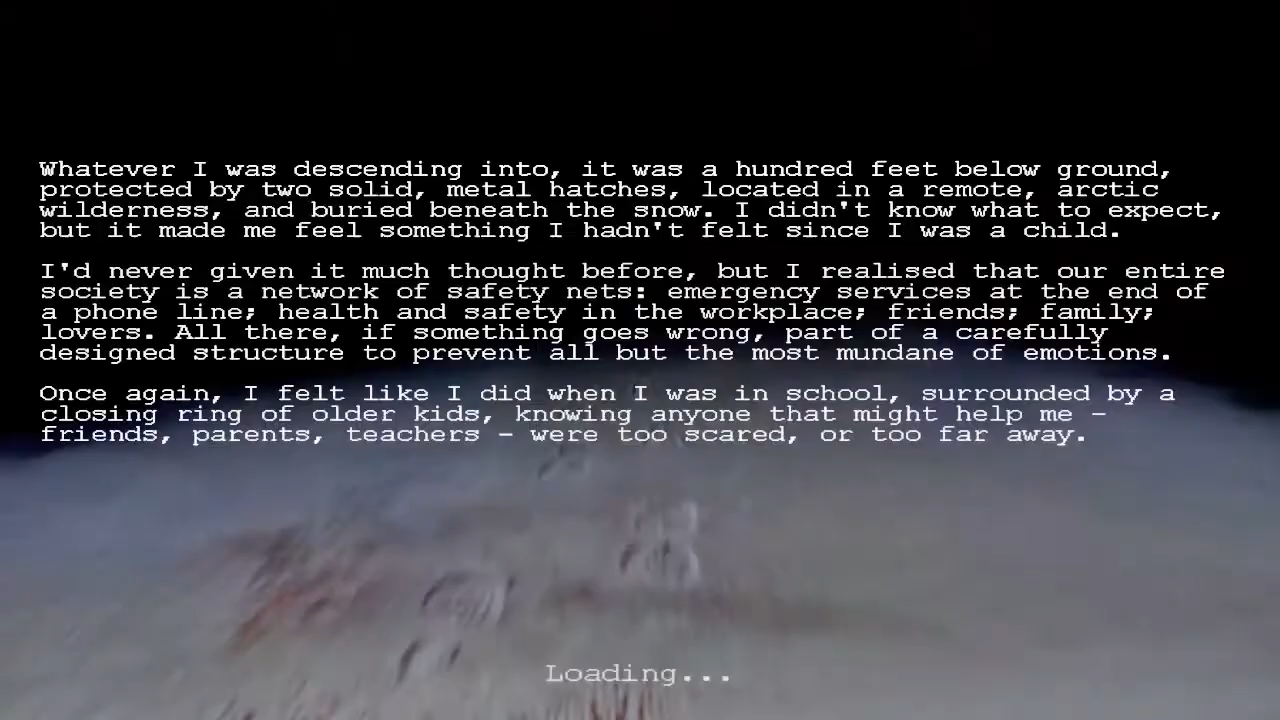 Whatever I was descending into, it was a hundred feet below ground,
protected by two solid, metal hatches, located in a remote, arctic
wilderness, and buried beneath the snow. I didn't know what to expect,
but it made me feel something I hadn't felt since I was a child.
I'd never given it much thought before, but I realised that our entire
society is a network of safety nets: emergency services at the end of
a phone line; health and safety in the workplace; friends; family;
lovers. All there, if something goes wrong, part of a carefully
designed structure to prevent all but the most mundane of emotions.
Once again, I felt like I did when I was in school, surrounded by a
closing ring of older kids, knowing anyone that might help me -
friends, parents, teachers - were too scared, or too far away.
Loading...